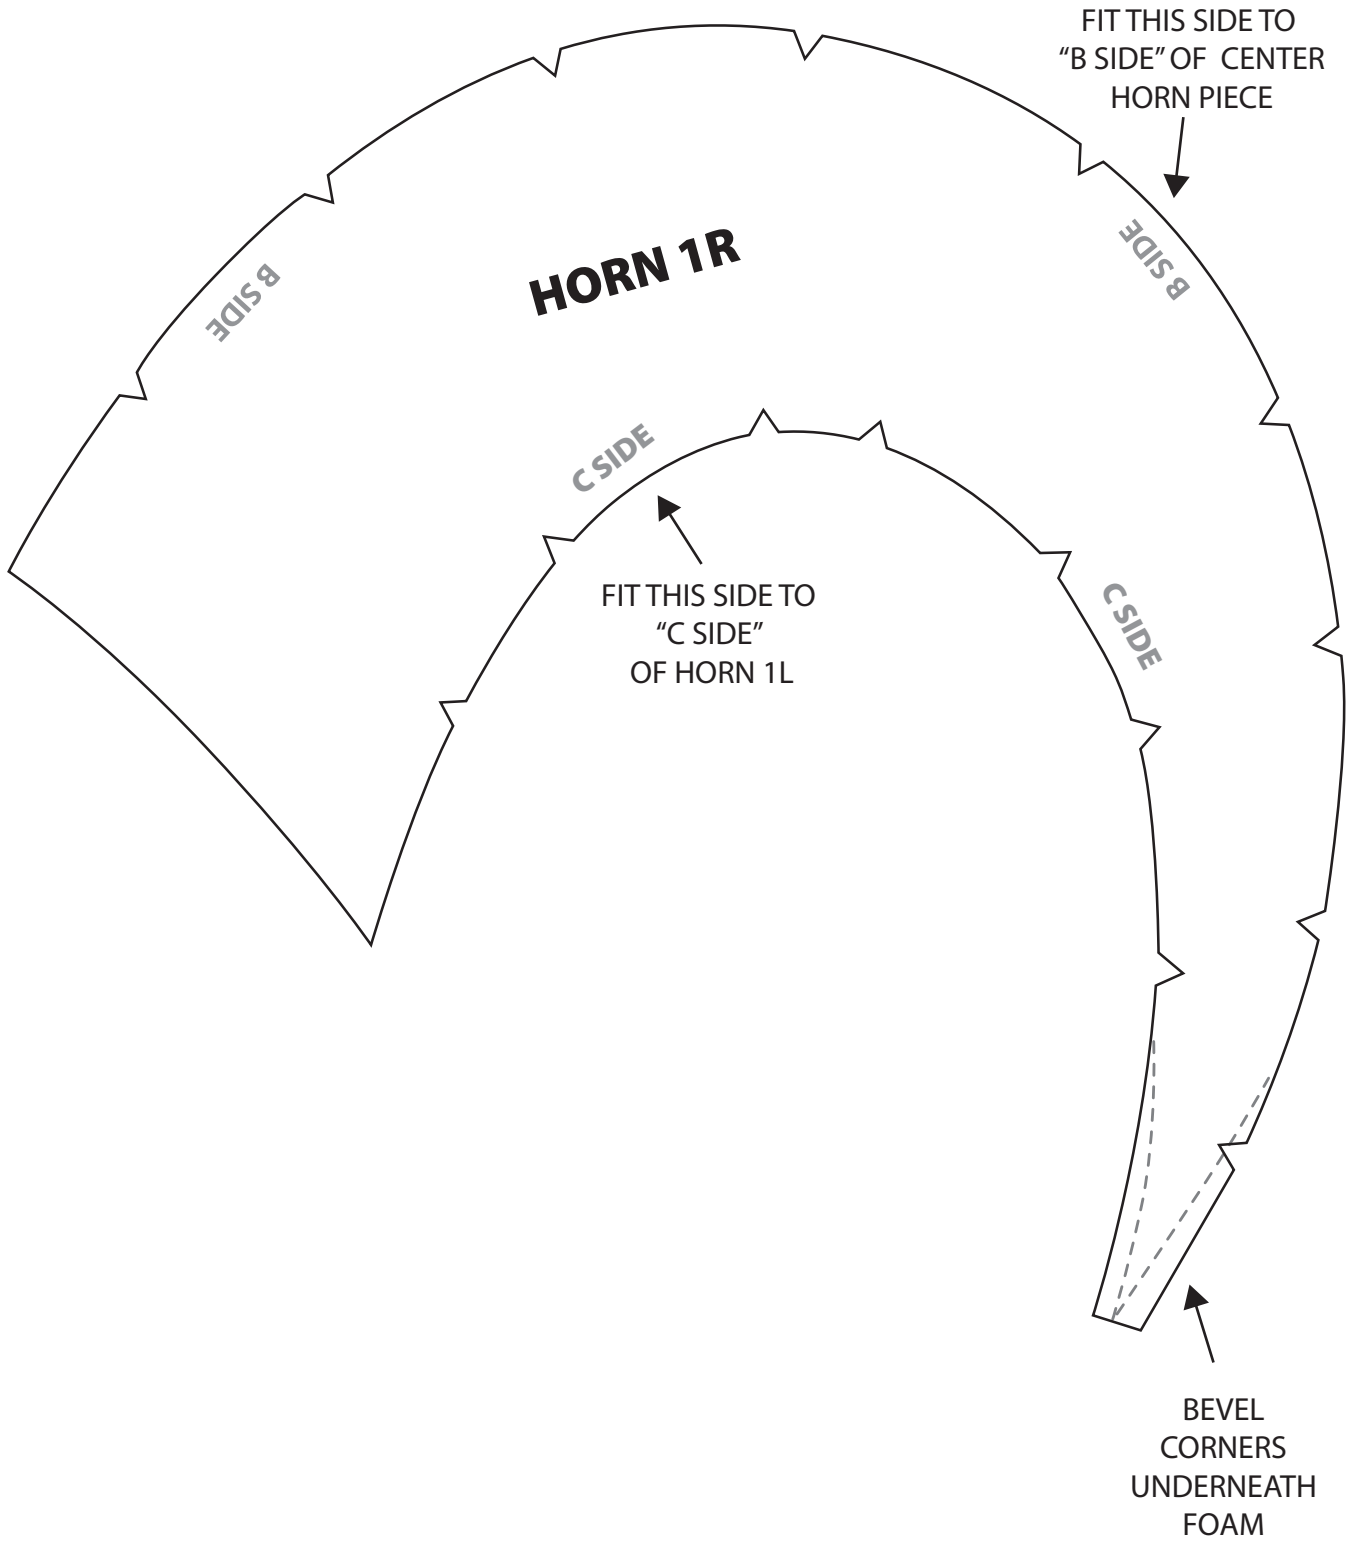 FIT THIS SIDE TO
“B SIDE” OF CENTER
HORN PIECE
B SIDE
HORN 1R
B SIDE
C SIDE
FIT THIS SIDE TO
“C SIDE”
OF HORN 1L
C SIDE
BEVEL
CORNERS
UNDERNEATH
FOAM